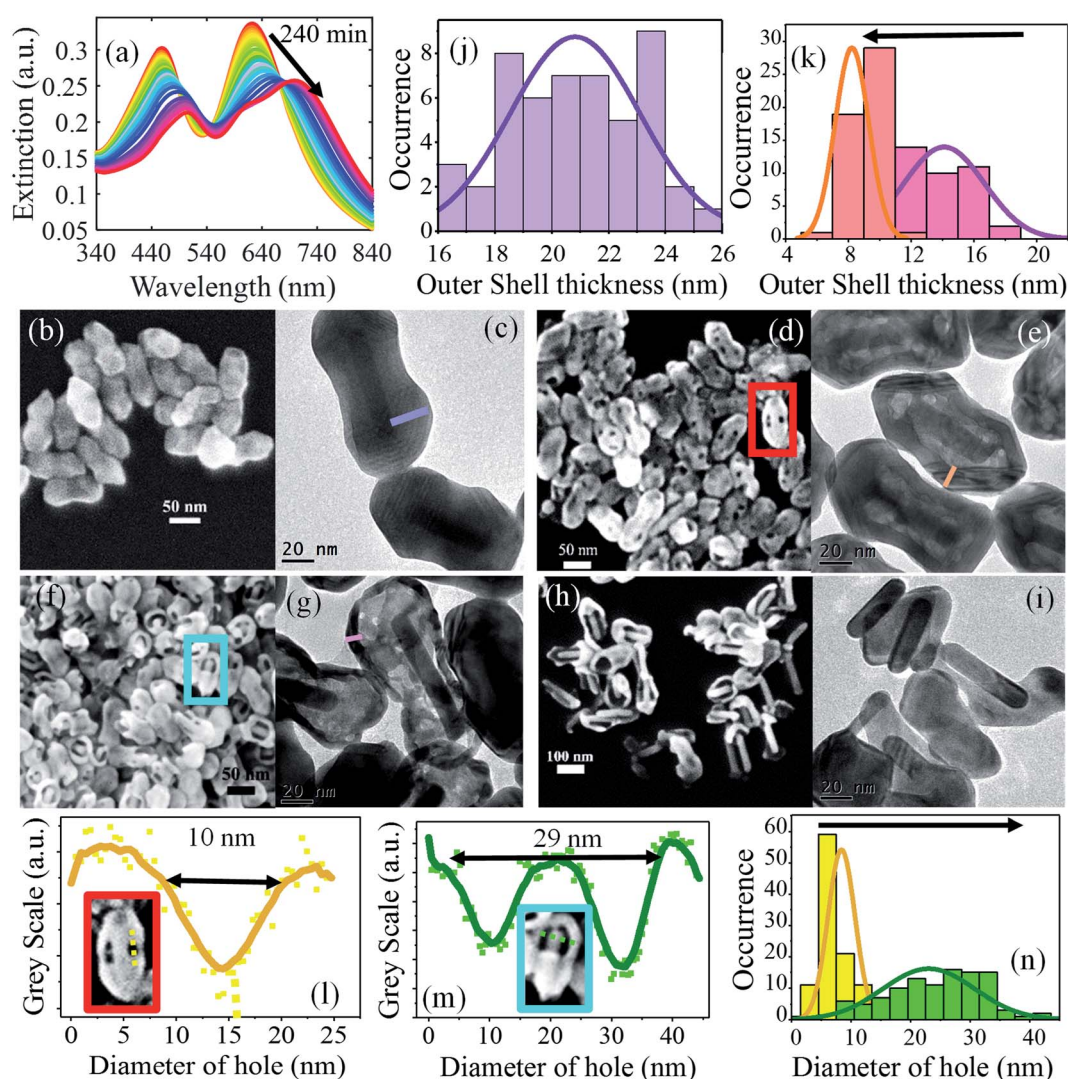 (a)
240 min
Extinction (a.u.)
0.3
0.25
0.2
0.15
0.1
0.05
340 440 540 640 740 840
Wavelength (nm)
(j)
Occurrence
8
6
4
2
0
16 18 20 22 24 26
Outer Shell thickness (nm)
(k)
Occurrence
30
25
20
15
10
5
0
4 8 12 16 20
Outer Shell thickness (nm)
(b)
50 nm
(c)
20 nm
(d)
50 nm
(e)
20 nm
(f)
50 nm
(g)
20 nm
(h)
100 nm
(i)
20 nm
10 nm
Grey Scale (a.u.)
(l)
0 5 10 15 20 25
Diameter of hole (nm)
29 nm
Grey Scale (a.u.)
(m)
0 10 20 30 40
Diameter of hole (nm)
(n)
Occurrence
60
50
40
30
20
10
0
0 10 20 30 40
Diameter of hole (nm)